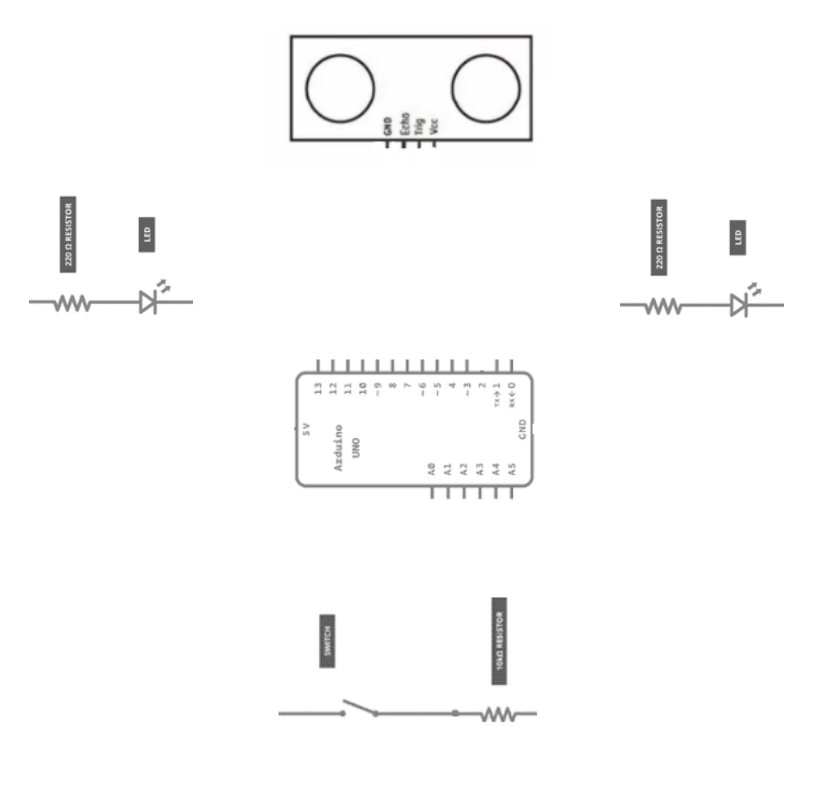 GND
Echo
Trig
Vcc
220 Ω RESISTOR
LED
220 Ω RESISTOR
LED
13
12
11
10
~9
8
7
~6
~5
4
~3
2
TX→1
RX←0
5V
Arduino
UNO
GND
A0
A1
A2
A3
A4
A5
SWITCH
10kΩ RESISTOR